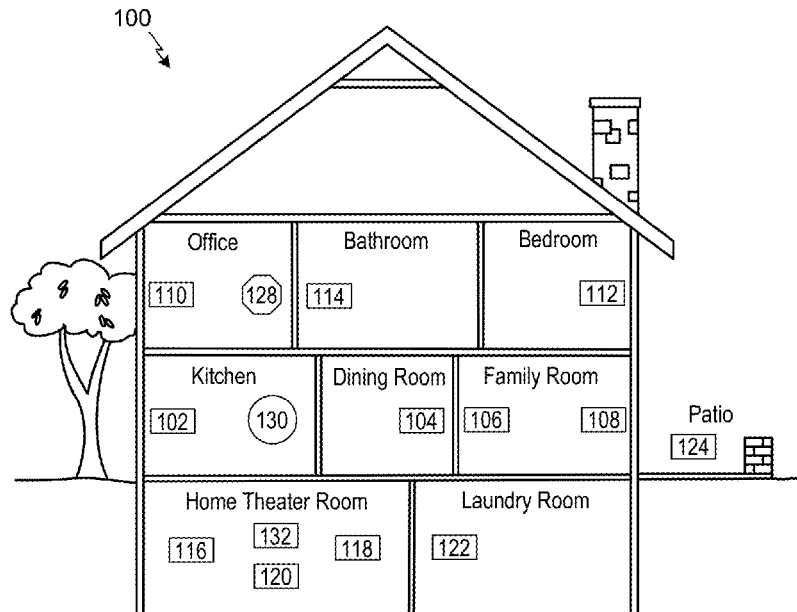 100
Office
Bathroom
Bedroom
110
128
114
112
Kitchen
Dining Room
Family Room
102
130
104
106
108
Patio
124
Home Theater Room
Laundry Room
116
132
118
120
122